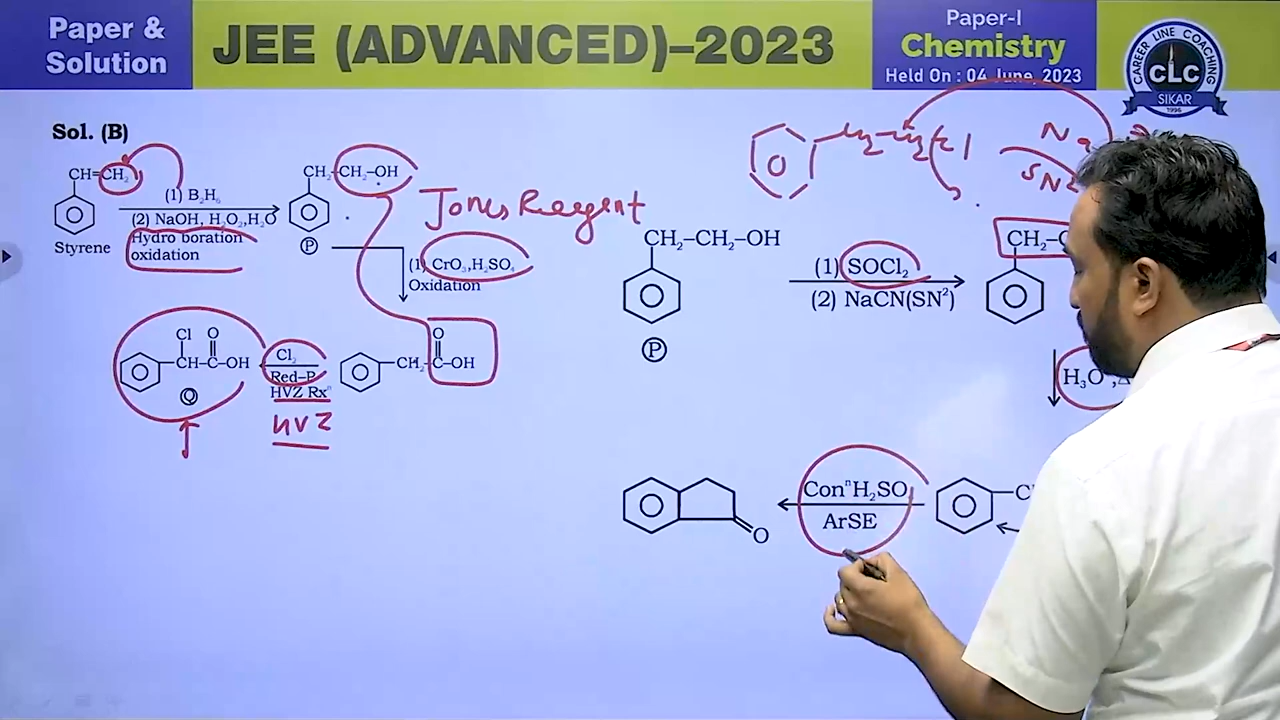 Paper &
Solution
JEE (ADVANCED)–2023
Paper-I
Chemistry
Held On : 04 June, 2023
CAREER LINE COACHING
CLC
SIKAR
1996
Sol. (B)
CH=CH₂
(1) B₂H₆
(2) NaOH, H₂O₂,H₂O
Hydro boration
oxidation
Styrene
CH₂-CH₂-OH
P
Jones Reagent
(1) CrO₃,H₂SO₄
Oxidation
Cl
O
CH-C-OH
Q
Cl₂
Red-P
HVZ Rxⁿ
HVZ
O
CH₂-C-OH
SN2
CH₂–CH₂–OH
P
(1) SOCl₂
(2) NaCN(SN²)
CH₂–
H₃O
ConⁿH₂SO₄
ArSE
O